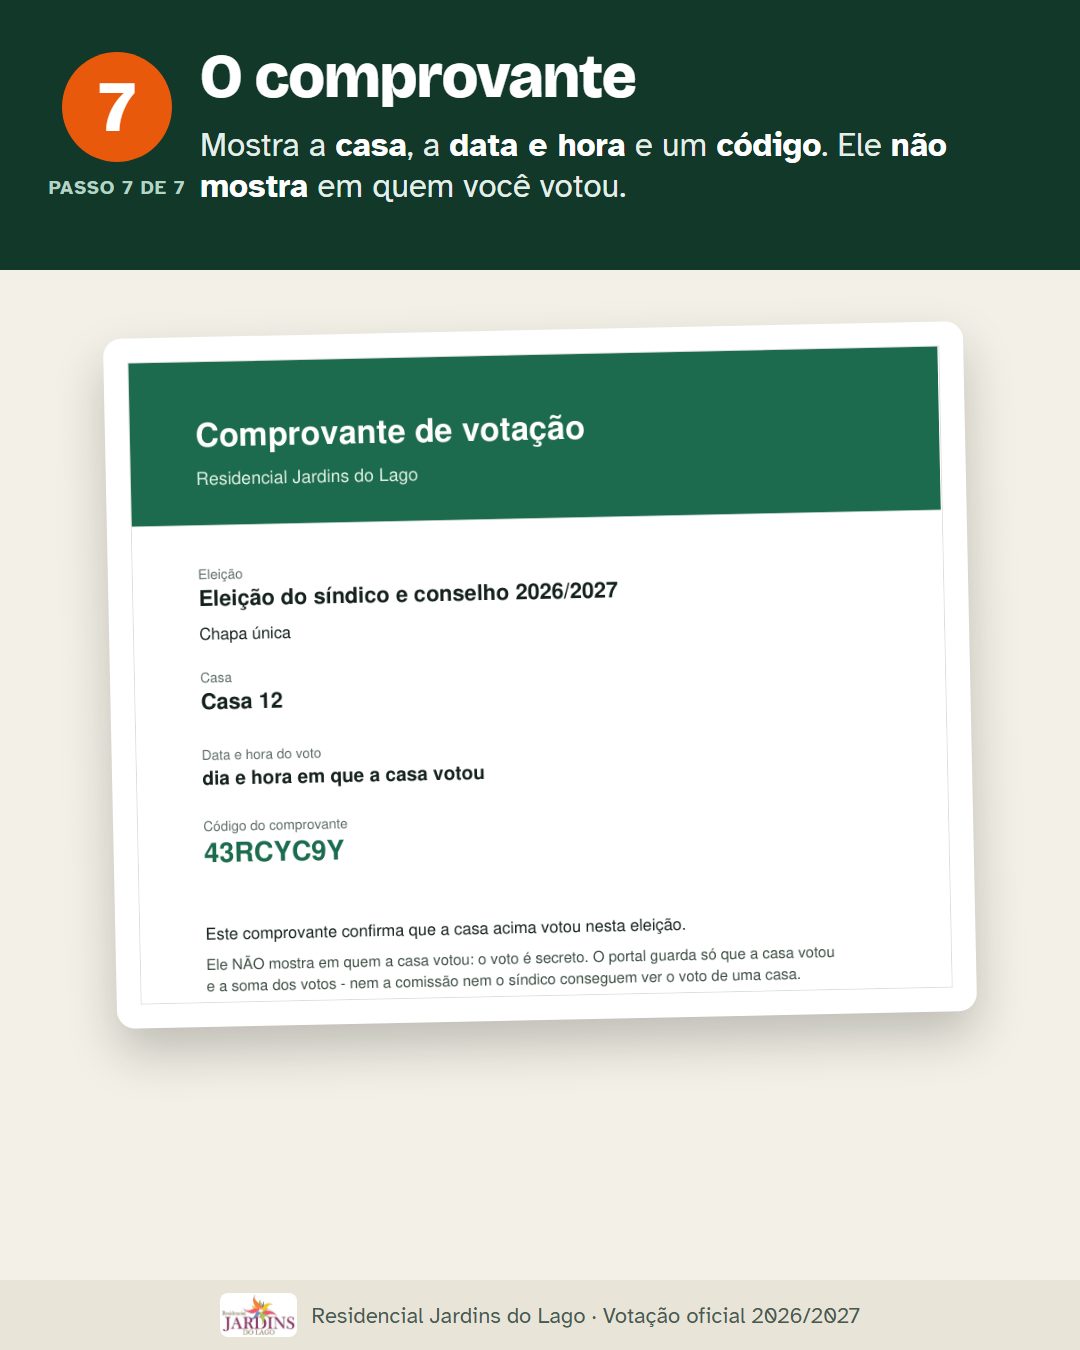 7
PASSO 7 DE 7
O comprovante
Mostra a casa, a data e hora e um código. Ele não
mostra em quem você votou.
Comprovante de votação
Residencial Jardins do Lago
Eleição
Eleição do síndico e conselho 2026/2027
Chapa única
Casa
Casa 12
Data e hora do voto
dia e hora em que a casa votou
Código do comprovante
43RCYC9Y
Este comprovante confirma que a casa acima votou nesta eleição.
Ele NÃO mostra em quem a casa votou: o voto é secreto. O portal guarda só que a casa votou
e a soma dos votos - nem a comissão nem o síndico conseguem ver o voto de uma casa.
Residencial
JARDINS
DO LAGO
Residencial Jardins do Lago · Votação oficial 2026/2027